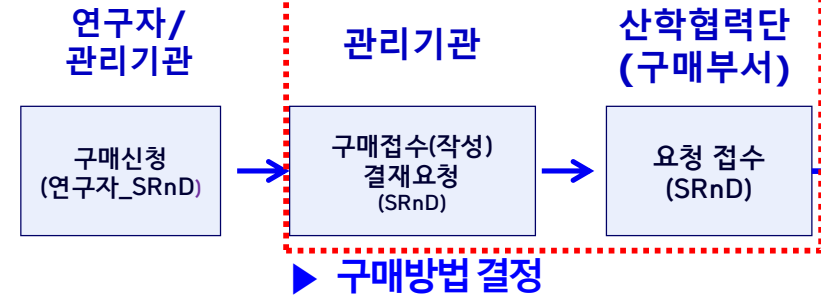 연구자/
관리기관
관리기관
산학협력단
(구매부서)
구매신청
(연구자_SRnD)
구매접수(작성)
결재요청
(SRnD)
요청 접수
(SRnD)
▶ 구매방법 결정